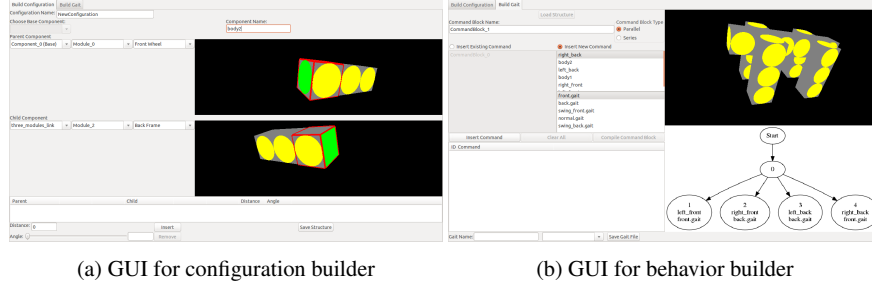 Build Configuration Build Gait
Configuration Name: NewConfiguration
Choose Base Component:
Component Name:
body2
Parent Component
Component_0 (Base) Module_0 Front Wheel
Child Component
three_modules_link Module_2 Back Frame
Parent Child Distance Angle
Distance: 0 Insert Save Structure
Angle: Remove
(a) GUI for configuration builder
Build Configuration Build Gait
Load Structure
Command Block Name: Command Block Type
CommandBlock_1 Parallel
Series
Insert Existing Command Insert New Command
CommandBlock_0
right_back
body2
left_back
body1
right_front
front.gait
back.gait
swing_front.gait
normal.gait
swing_back.gait
Insert Command Clear All Compile Command Block
ID Command
Gait Name: Save Gait File
Start
0
1 left_front front.gait
2 right_front back.gait
3 left_back back.gait
4 right_back front.gait
(b) GUI for behavior builder